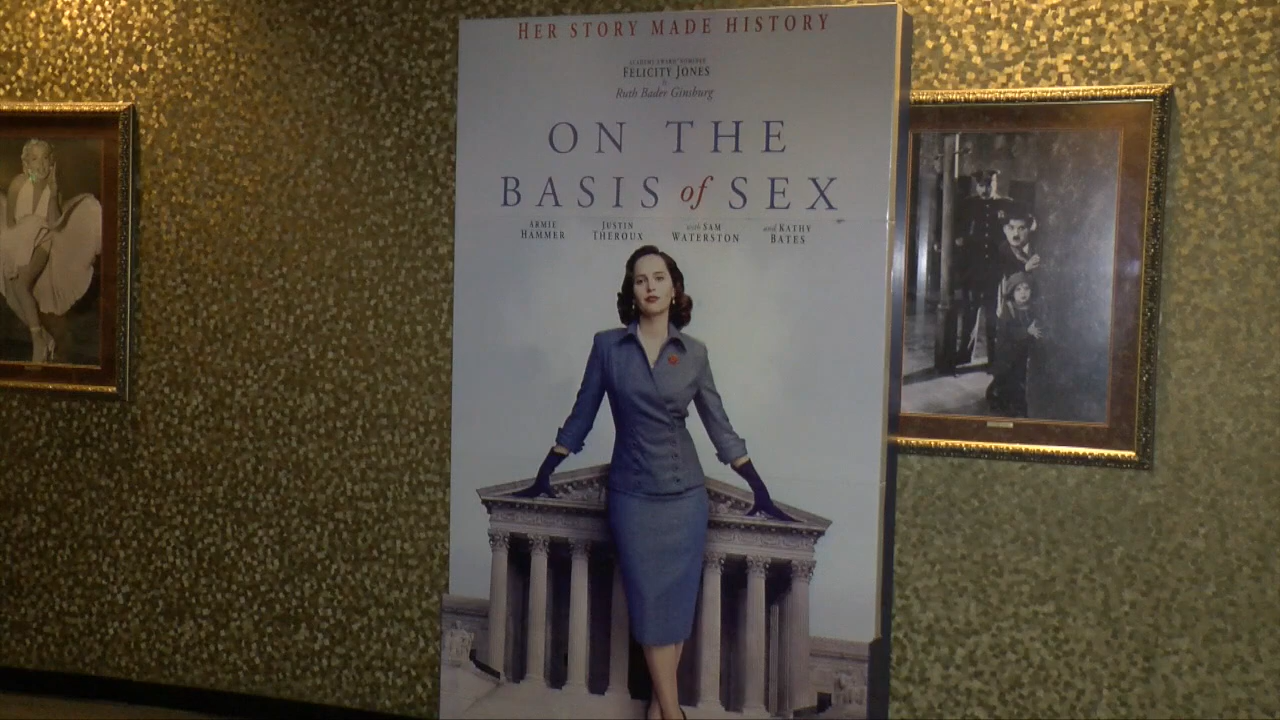 HER STORY MADE HISTORY
ACADEMY AWARD NOMINEE
FELICITY JONES
is
Ruth Bader Ginsburg
ON THE
BASIS of SEX
ARMIE HAMMER
JUSTIN THEROUX
with SAM WATERSTON
and KATHY BATES